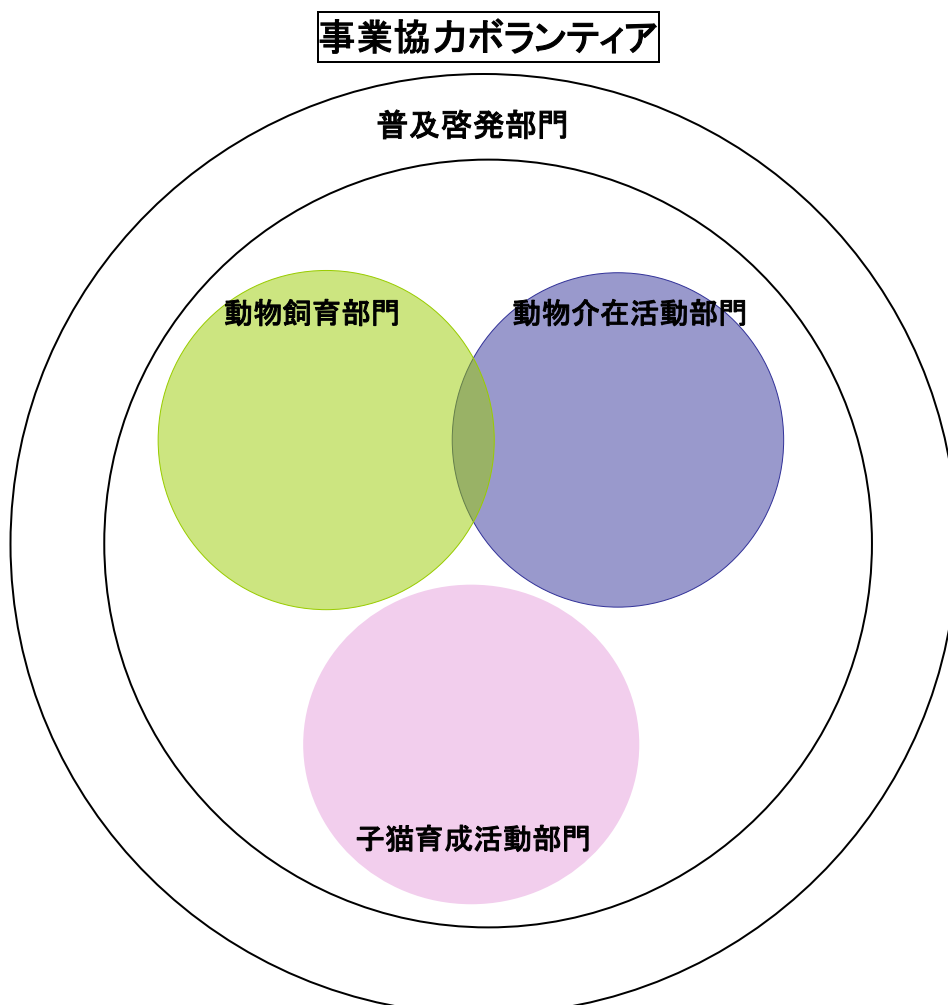 事業協力ボランティア
普及啓発部門
動物飼育部門
動物介在活動部門
子猫育成活動部門